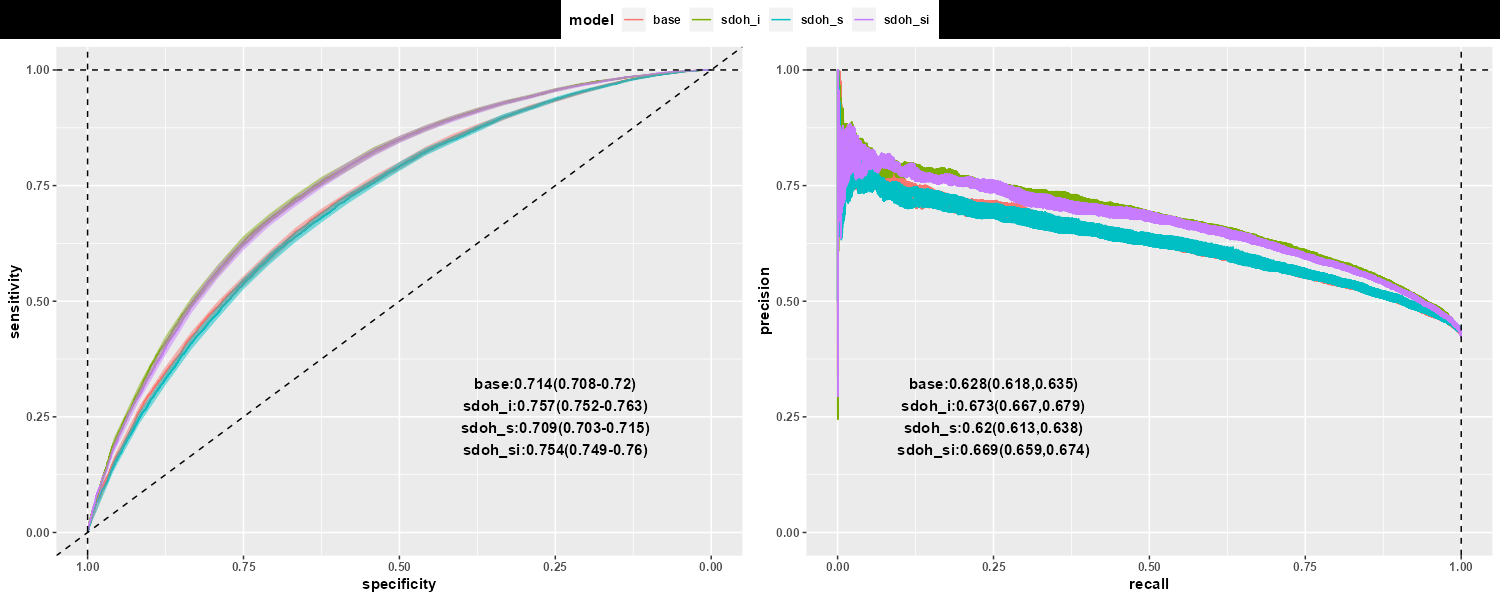 model base sdoh_i sdoh_s sdoh_si
1.00
0.75
0.50
0.25
0.00
sensitivity
base:0.714(0.708-0.72)
sdoh_i:0.757(0.752-0.763)
sdoh_s:0.709(0.703-0.715)
sdoh_si:0.754(0.749-0.76)
1.00 0.75 0.50 0.25 0.00
specificity
1.00
0.75
0.50
0.25
0.00
precision
base:0.628(0.618,0.635)
sdoh_i:0.673(0.667,0.679)
sdoh_s:0.62(0.613,0.638)
sdoh_si:0.669(0.659,0.674)
0.00 0.25 0.50 0.75 1.00
recall